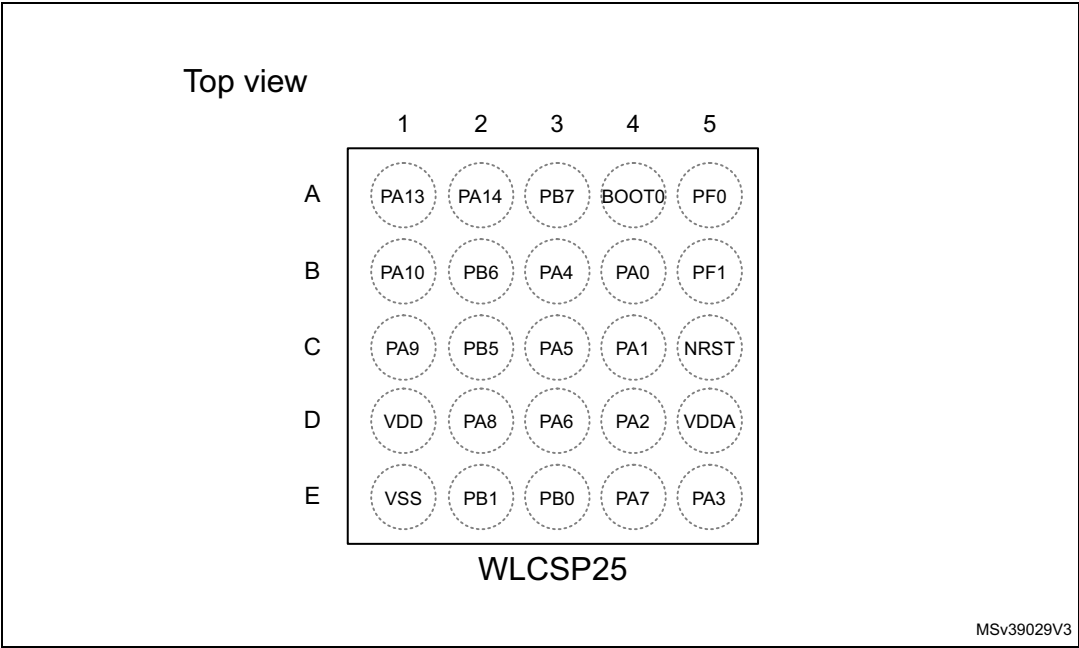 Top view
1 2 3 4 5
A PA13 PA14 PB7 BOOT0 PF0
B PA10 PB6 PA4 PA0 PF1
C PA9 PB5 PA5 PA1 NRST
D VDD PA8 PA6 PA2 VDDA
E VSS PB1 PB0 PA7 PA3
WLCSP25
MSv39029V3